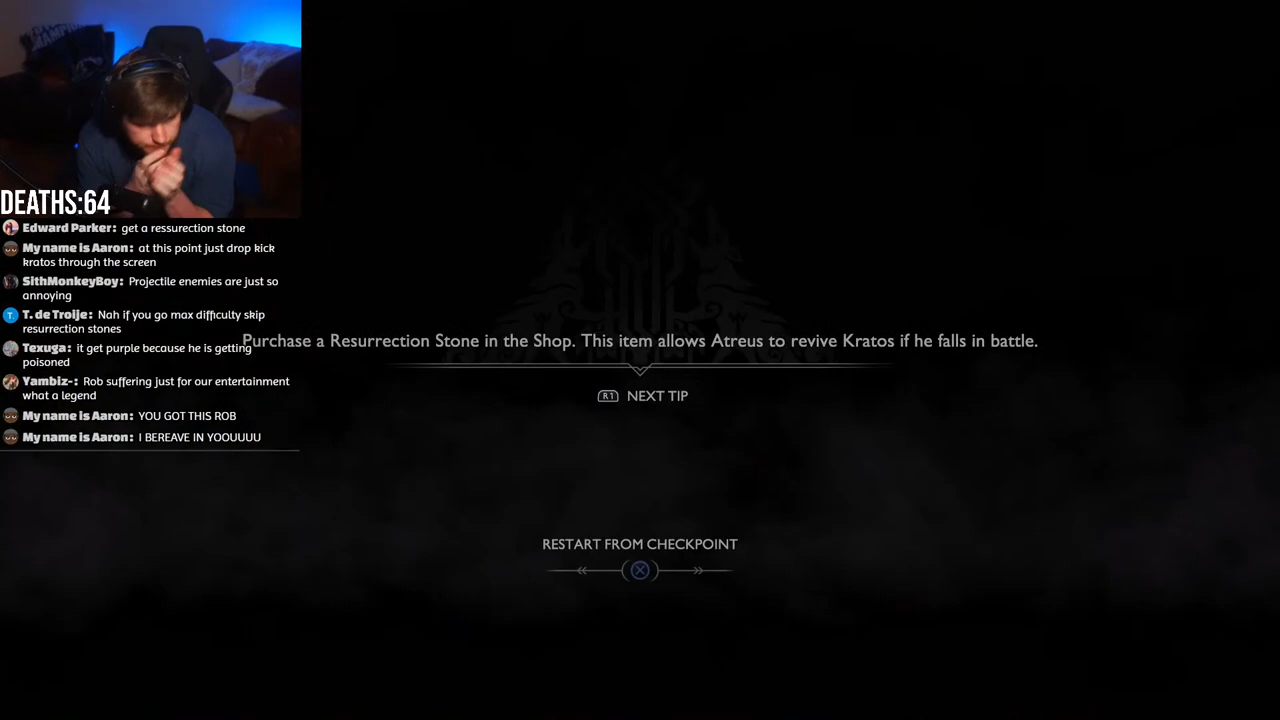 DEATHS:64
Edward Parker: get a ressurection stone
My name is Aaron: at this point just drop kick
kratos through the screen
SithMonkeyBoy: Projectile enemies are just so
annoying
T. T. de Troije: Nah if you go max difficulty skip
resurrection stones
Texuga: it get purple because he is getting
poisoned
Yambiz-: Rob suffering just for our entertainment
what a legend
My name is Aaron: YOU GOT THIS ROB
My name is Aaron: I BEREAVE IN YOOUUUU
Purchase a Resurrection Stone in the Shop. This item allows Atreus to revive Kratos if he falls in battle.
R1 NEXT TIP
RESTART FROM CHECKPOINT